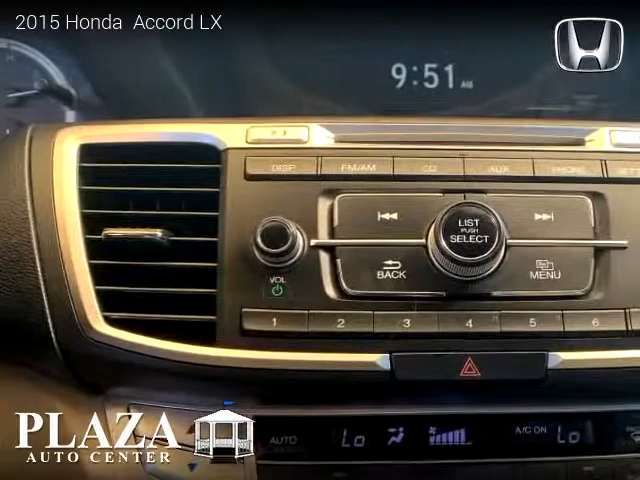 2015 Honda Accord LX
9:51 AM
DISP FM/AM CD AUX PHONE
LIST
PUSH
SELECT
BACK MENU
VOL
1 2 3 4 5 6
AUTO Lo A/C ON Lo
PLAZA
AUTO CENTER